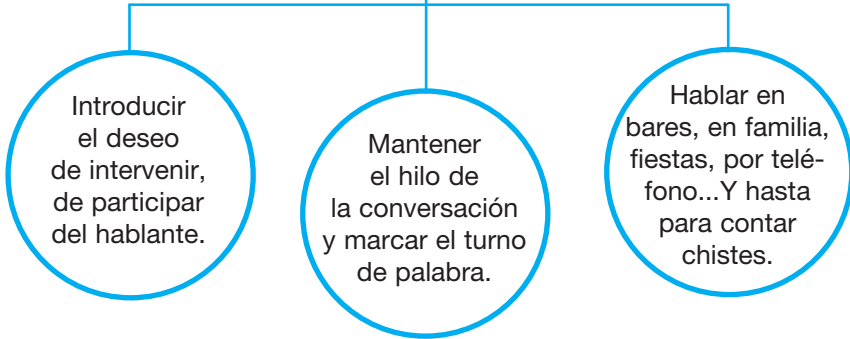 Introducir
el deseo
de intervenir,
de participar
del hablante.
Mantener
el hilo de
la conversación
y marcar el turno
de palabra.
Hablar en
bares, en familia,
fiestas, por telé-
fono...Y hasta
para contar
chistes.